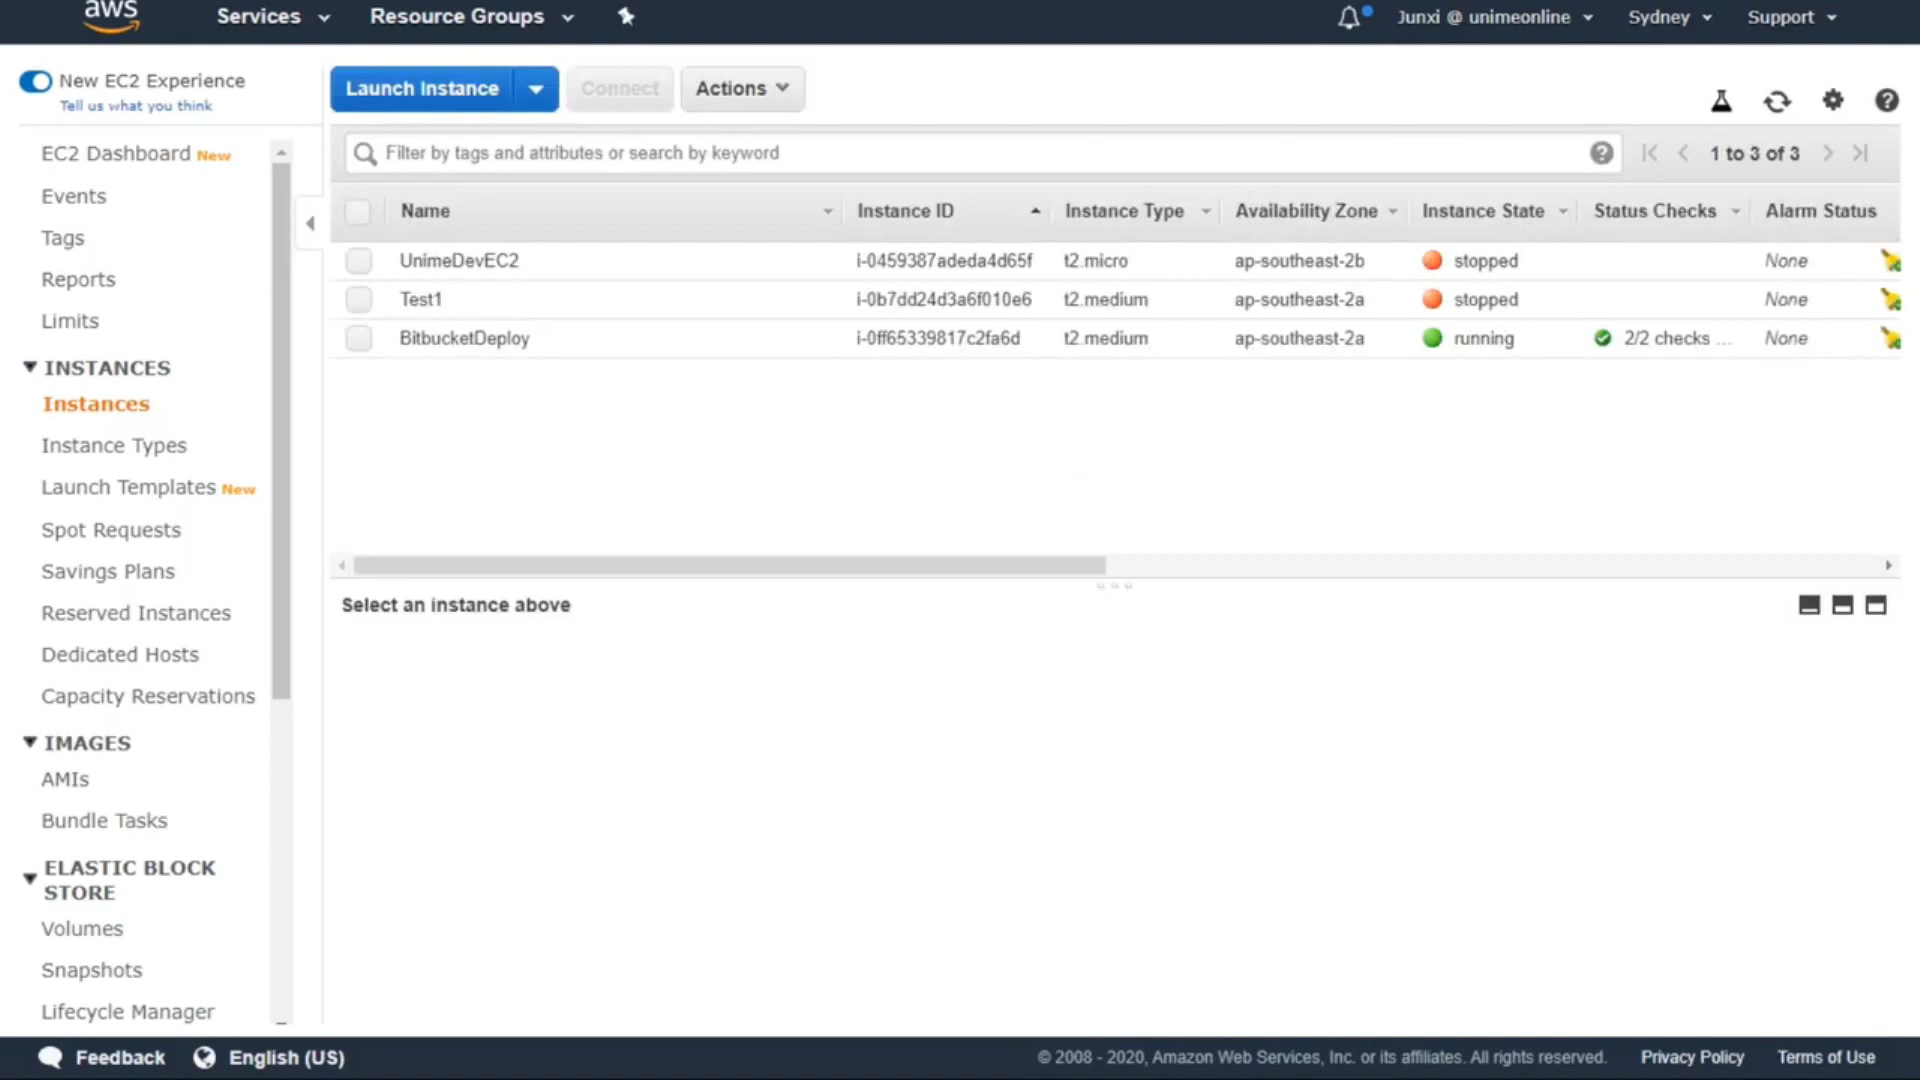 aws
Services
Resource Groups
Junxi @ unimeonline
Sydney
Support
New EC2 Experience
Tell us what you think
EC2 Dashboard New
Events
Tags
Reports
Limits
INSTANCES
Instances
Instance Types
Launch Templates New
Spot Requests
Savings Plans
Reserved Instances
Dedicated Hosts
Capacity Reservations
IMAGES
AMIs
Bundle Tasks
ELASTIC BLOCK
STORE
Volumes
Snapshots
Lifecycle Manager
Launch Instance
Connect
Actions
Filter by tags and attributes or search by keyword
1 to 3 of 3
Name Instance ID Instance Type Availability Zone Instance State Status Checks Alarm Status
UnimeDevEC2 i-0459387adeda4d65f t2.micro ap-southeast-2b stopped None
Test1 i-0b7dd24d3a6f010e6 t2.medium ap-southeast-2a stopped None
BitbucketDeploy i-0ff65339817c2fa6d t2.medium ap-southeast-2a running 2/2 checks ... None
Select an instance above
Feedback
English (US)
© 2008 - 2020, Amazon Web Services, Inc. or its affiliates. All rights reserved.
Privacy Policy
Terms of Use